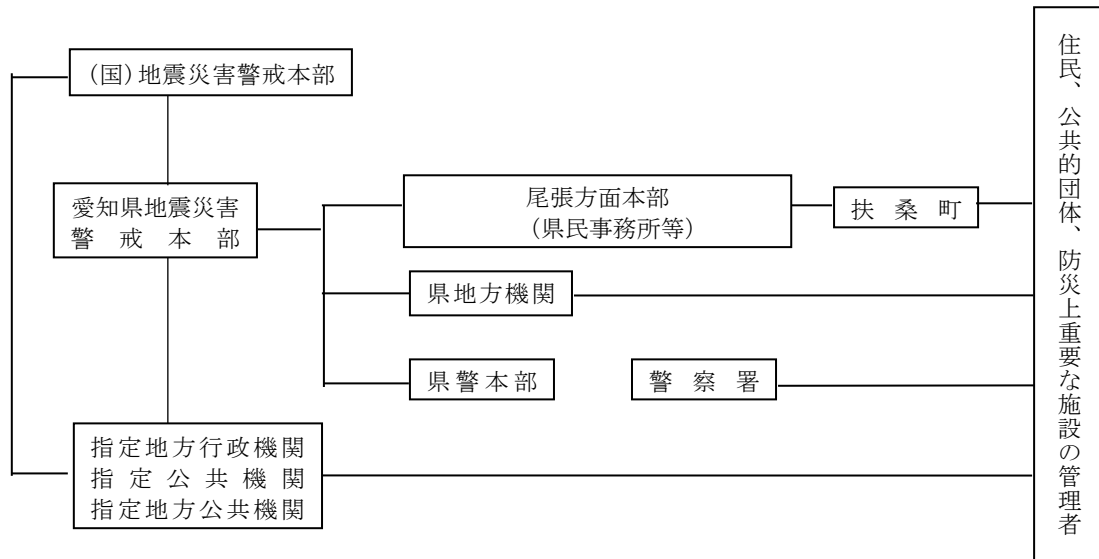 (国)地震災害警戒本部
愛知県地震災害
警戒本部
尾張方面本部
(県民事務所等)
扶桑町
県地方機関
県警本部
警察署
指定地方行政機関
指定公共機関
指定地方公共機関
住民、公共的団体、防災上重要な施設の管理者